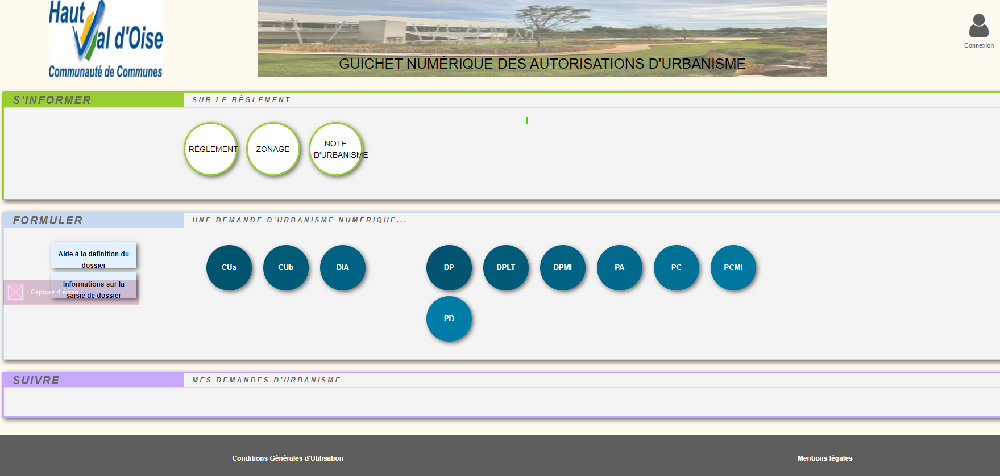 Haut
Val d'Oise
Communauté de Communes
GUICHET NUMÉRIQUE DES AUTORISATIONS D'URBANISME
Connexion
S'INFORMER
SUR LE RÈGLEMENT
RÈGLEMENT
ZONAGE
NOTE
D'URBANISME
FORMULER
UNE DEMANDE D'URBANISME NUMÉRIQUE...
Aide à la définition du
dossier
Informations sur la
saisie de dossier
Capture d'écran
CUa
CUb
DIA
DP
DPLT
DPMI
PA
PC
PCMI
PD
SUIVRE
MES DEMANDES D'URBANISME
Conditions Générales d'Utilisation
Mentions légales